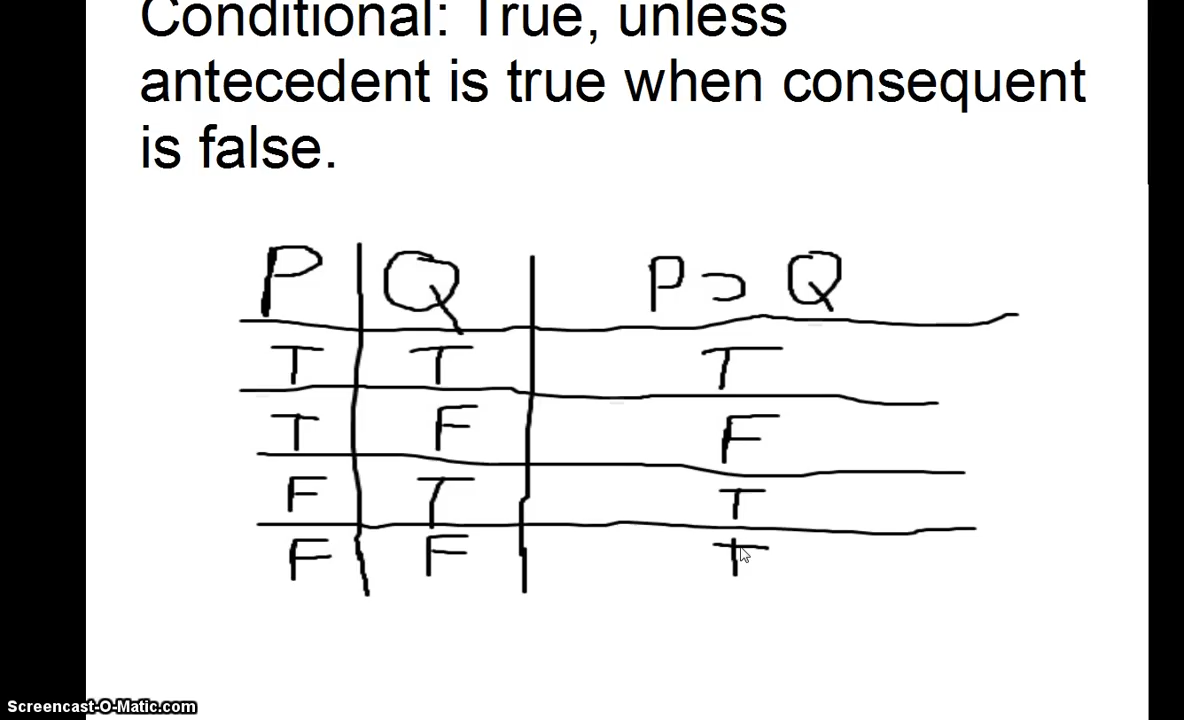 Conditional: True, unless
antecedent is true when consequent
is false.
P Q P ⊃ Q
T T T
T F F
F T T
F F T
Screencast-O-Matic.com